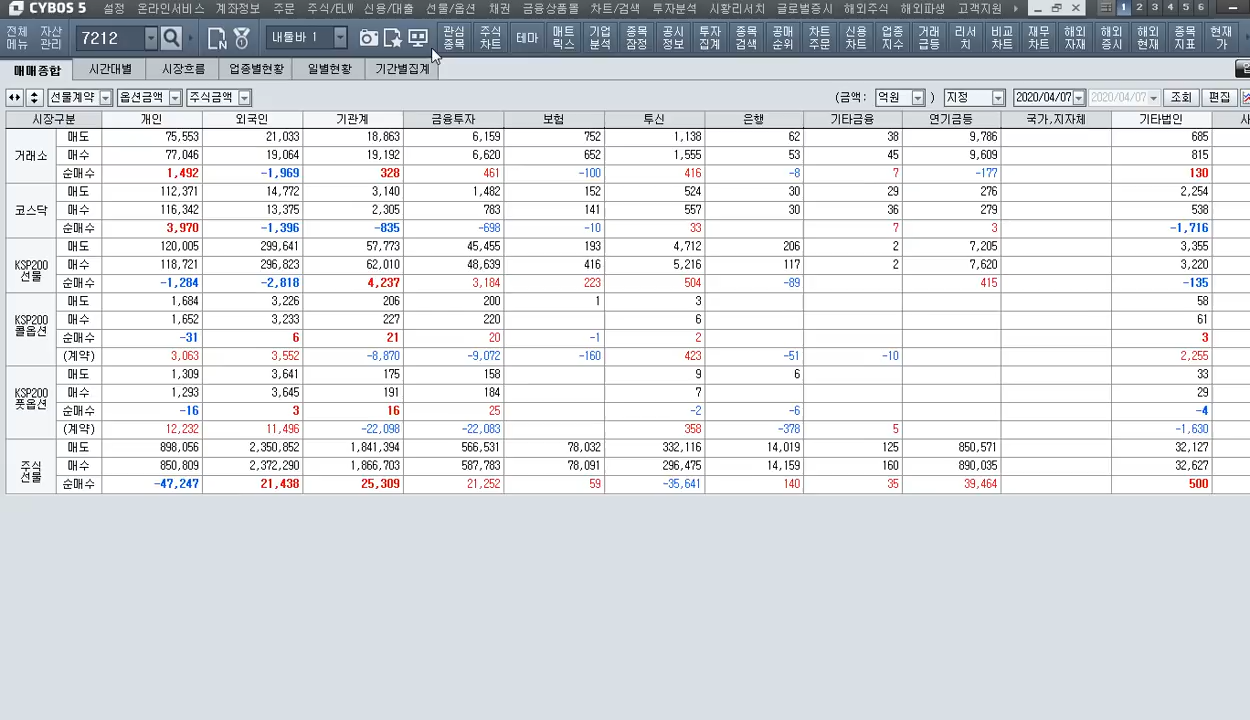 CYBOS 5 설정 온라인서비스 계좌정보 주문 주식/ELW 신용/대출 선물/옵션 채권 금융상품몰 차트/검색 투자분석 시황리서치 글로벌증시 해외주식 해외파생 고객지원 1 2 3 4 5 6
전체메뉴 자산관리 7212 내툴바 1 관심종목 주식차트 테마 매트릭스 기업분석 종목잠정 공시정보 투자집계 종목검색 공매순위 차트주문 신용차트 업종지수 거래급등 리서치 비교차트 재무차트 해외자재 해외증시 해외현재 종목지표 현재가
매매종합 시간대별 시장흐름 업종별현황 일별현황 기간별집계
선물계약 옵션금액 주식금액 (금액: 억원 ) 지정 2020/04/07 2020/04/07 조회 편집
시장구분 개인 외국인 기관계 금융투자 보험 투신 은행 기타금융 연기금등 국가,지자체 기타법인 사
거래소
매도 75,553 21,033 18,863 6,159 752 1,138 62 38 9,786 685
매수 77,046 19,064 19,192 6,620 652 1,555 53 45 9,609 815
순매수 1,492 -1,969 328 461 -100 416 -8 7 -177 130
코스닥
매도 112,371 14,772 3,140 1,482 152 524 30 29 276 2,254
매수 116,342 13,375 2,305 783 141 557 30 36 279 538
순매수 3,970 -1,396 -835 -698 -10 33 7 3 -1,716
KSP200
선물
매도 120,005 299,641 57,773 45,455 193 4,712 206 2 7,205 3,355
매수 118,721 296,823 62,010 48,639 416 5,216 117 2 7,620 3,220
순매수 -1,284 -2,818 4,237 3,184 223 504 -89 415 -135
KSP200
콜옵션
매도 1,684 3,226 206 200 1 3 58
매수 1,652 3,233 227 220 6 61
순매수 -31 6 21 20 -1 2 3
(계약) 3,063 3,552 -8,870 -9,072 -160 423 -51 -10 2,255
KSP200
풋옵션
매도 1,309 3,641 175 158 9 6 33
매수 1,293 3,645 191 184 7 29
순매수 -16 3 16 25 -2 -6 -4
(계약) 12,232 11,496 -22,098 -22,083 358 -378 5 -1,630
주식
선물
매도 898,056 2,350,852 1,841,394 566,531 78,032 332,116 14,019 125 850,571 32,127
매수 850,809 2,372,290 1,866,703 587,783 78,091 296,475 14,159 160 890,035 32,627
순매수 -47,247 21,438 25,309 21,252 59 -35,641 140 35 39,464 500